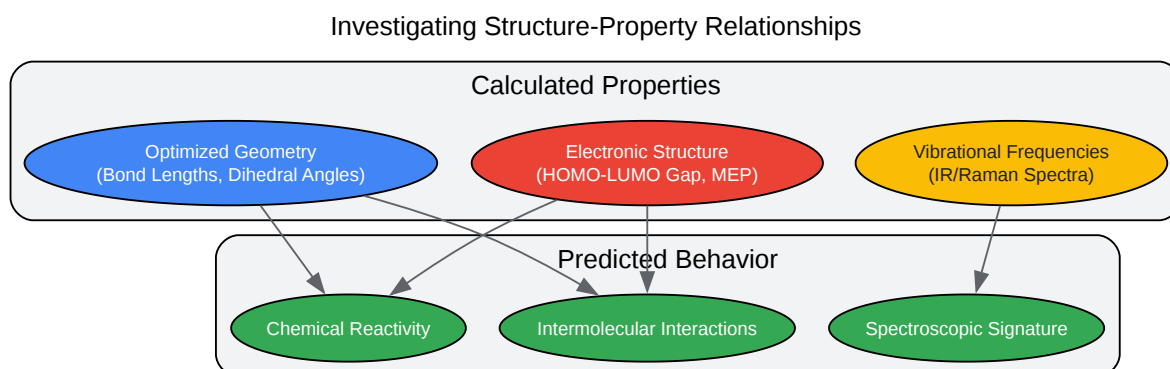 Investigating Structure-Property Relationships
Calculated Properties
Optimized Geometry
(Bond Lengths, Dihedral Angles)
Electronic Structure
(HOMO-LUMO Gap, MEP)
Vibrational Frequencies
(IR/Raman Spectra)
Predicted Behavior
Chemical Reactivity
Intermolecular Interactions
Spectroscopic Signature